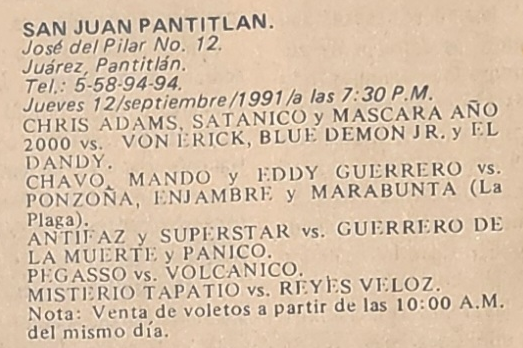 SAN JUAN PANTITLAN.
José del Pilar No. 12.
Juárez, Pantitlán.
Tel.: 5-58-94-94.
Jueves 12/septiembre/1991/a las 7:30 P.M.
CHRIS ADAMS, SATANICO y MASCARA AÑO
2000 vs. VON ERICK, BLUE DEMON JR. y EL
DANDY.
CHAVO, MANDO y EDDY GUERRERO vs.
PONZOÑA, ENJAMBRE y MARABUNTA (La
Plaga).
ANTIFAZ y SUPERSTAR vs. GUERRERO DE
LA MUERTE y PANICO.
PEGASSO vs. VOLCANICO.
MISTERIO TAPATIO vs. REYES VELOZ.
Nota: Venta de voletos a partir de las 10:00 A.M.
del mismo día.